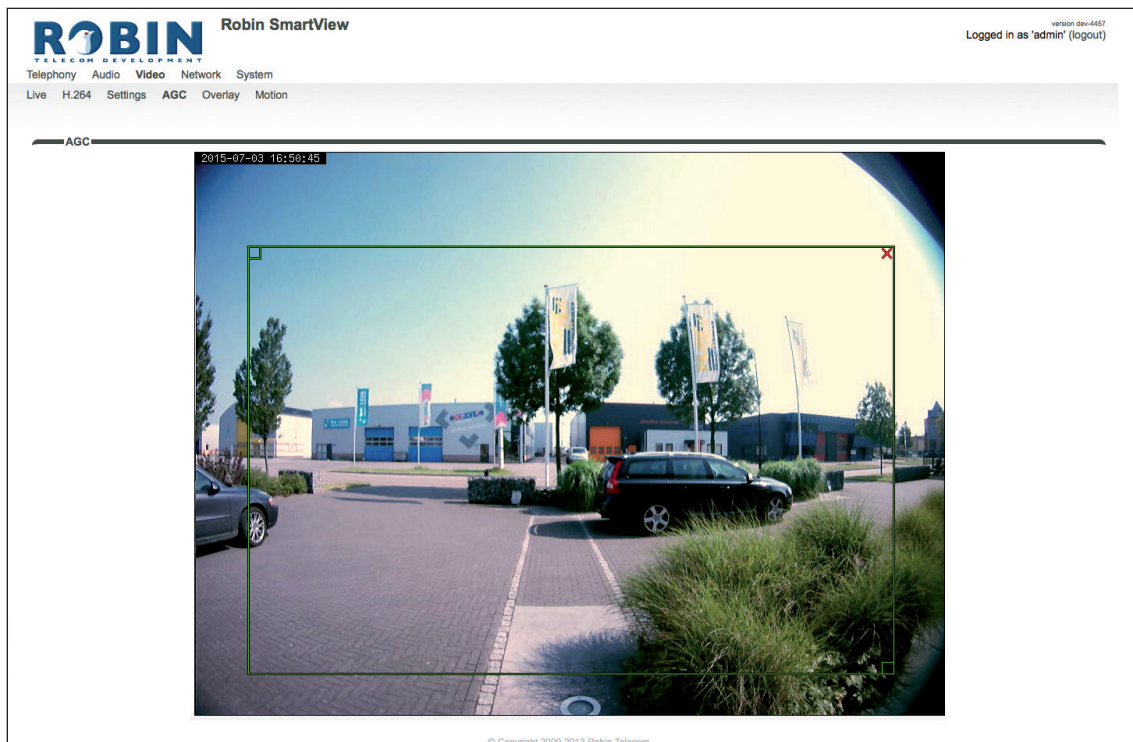 ROBIN
TELECOM DEVELOPMENT
Robin SmartView
version dev-4457
Logged in as 'admin' (logout)
Telephony Audio Video Network System
Live H.264 Settings AGC Overlay Motion
AGC
2015-07-03 16:50:45
© Copyright 2009-2013 Robin Telecom